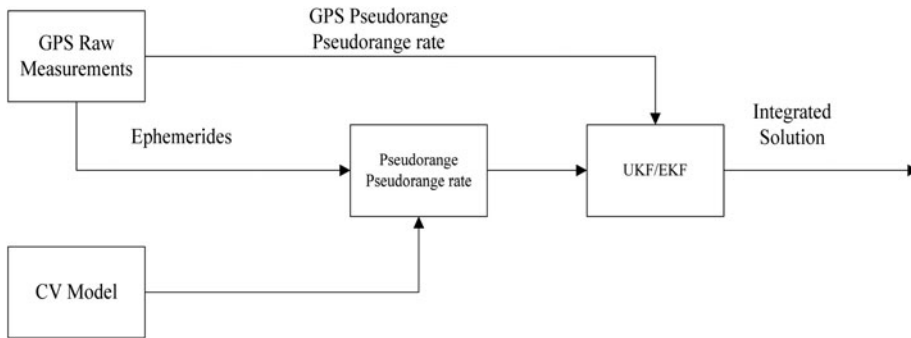 GPS Raw
Measurements
GPS Pseudorange
Pseudorange rate
Ephemerides
Pseudorange
Pseudorange rate
UKF/EKF
Integrated
Solution
CV Model